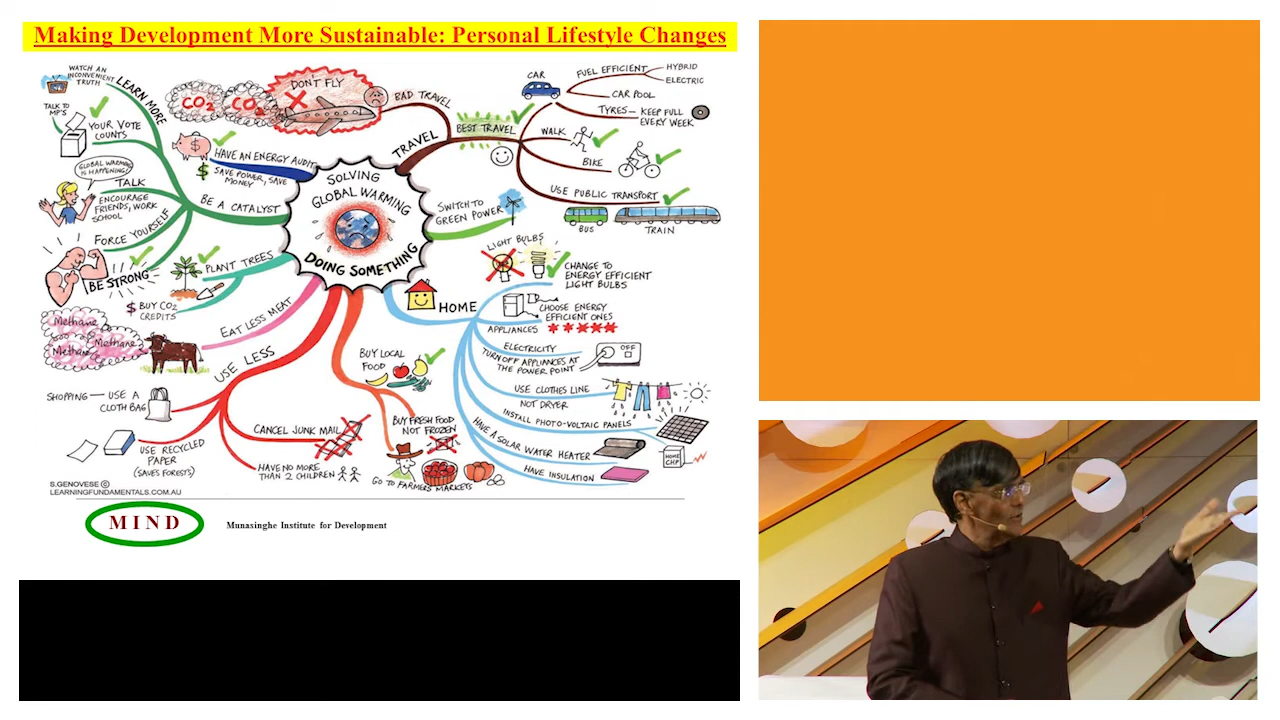 Making Development More Sustainable: Personal Lifestyle Changes
WATCH AN
INCONVENIENT
TRUTH
LEARN MORE
TALK TO
MP'S
YOUR VOTE
COUNTS
GLOBAL WARMING
IS HAPPENING!
TALK
ENCOURAGE
FRIENDS, WORK
SCHOOL
FORCE YOURSELF
BE STRONG
BE A CATALYST
HAVE AN ENERGY AUDIT
$
$ SAVE POWER, SAVE
MONEY
CO2
CO2
DON'T FLY
BAD TRAVEL
TRAVEL
BEST TRAVEL
CAR
FUEL EFFICIENT
HYBRID
ELECTRIC
CAR POOL
TYRES – KEEP FULL
EVERY WEEK
WALK
BIKE
USE PUBLIC TRANSPORT
BUS
TRAIN
SOLVING
GLOBAL WARMING
DOING SOMETHING
SWITCH TO
GREEN POWER
PLANT TREES
$ BUY CO2
CREDITS
EAT LESS MEAT
Methane
Methane
Methane
USE LESS
SHOPPING — USE A
CLOTH BAG
USE RECYCLED
PAPER
(SAVES FORESTS)
CANCEL JUNK MAIL
HAVE NO MORE
THAN 2 CHILDREN
BUY LOCAL
FOOD
BUY FRESH FOOD
NOT FROZEN
GO TO FARMERS MARKETS
HOME
LIGHT BULBS
CHANGE TO
ENERGY EFFICIENT
LIGHT BULBS
CHOOSE ENERGY
EFFICIENT ONES
APPLIANCES
ELECTRICITY
TURN OFF APPLIANCES AT
THE POWER POINT
OFF
USE CLOTHES LINE
NOT DRYER
INSTALL PHOTO-VOLTAIC PANELS
HAVE A SOLAR WATER HEATER
HOME
CHP
HAVE INSULATION
S.GENOVESE ©
LEARNINGFUNDAMENTALS.COM.AU
M I N D
Munasinghe Institute for Development